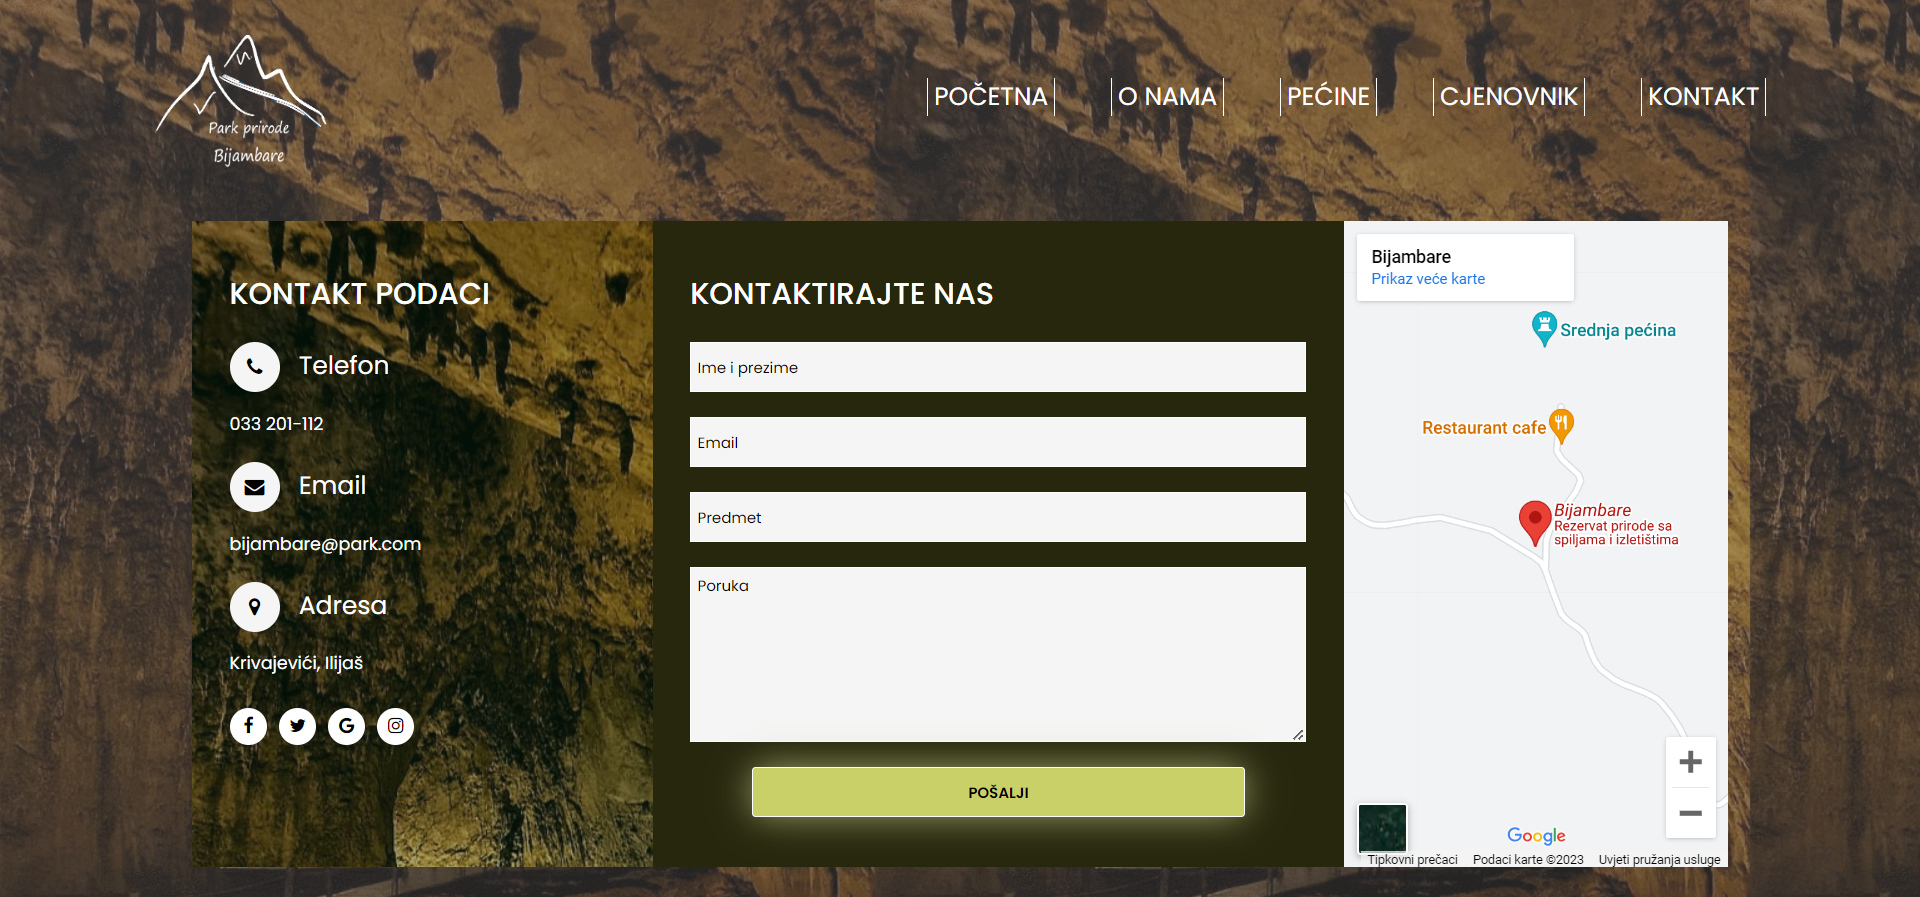 Park prirode
Bijambare
POČETNA
O NAMA
PEĆINE
CJENOVNIK
KONTAKT
KONTAKT PODACI
Telefon
033 201-112
Email
bijambare@park.com
Adresa
Krivajevići, Ilijaš
KONTAKTIRAJTE NAS
Ime i prezime
Email
Predmet
Poruka
POŠALJI
Bijambare
Prikaz veće karte
Srednja pećina
Restaurant cafe
Bijambare
Rezervat prirode sa
spiljama i izletištima
Google
Tipkovni prečaci
Podaci karte ©2023
Uvjeti pružanja usluge